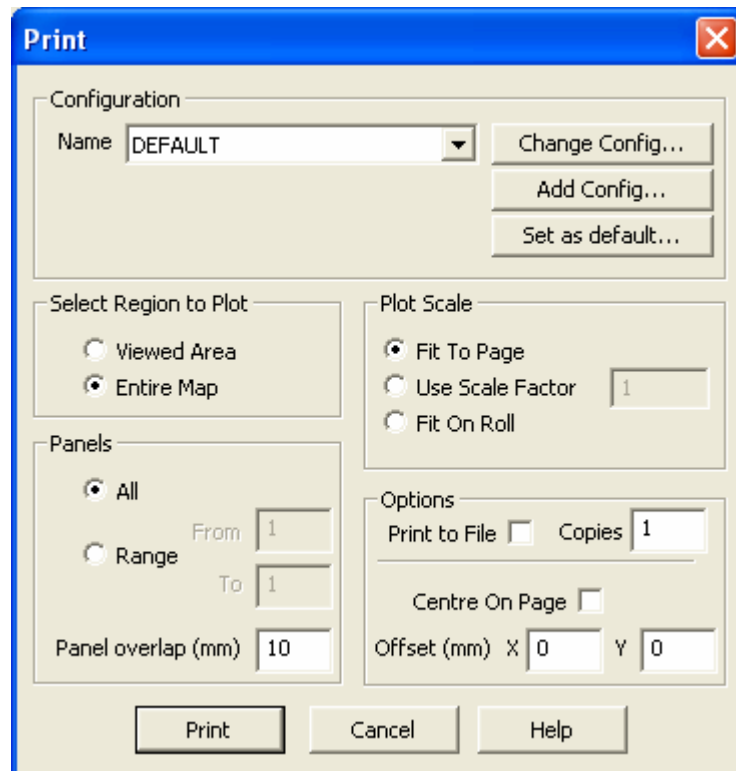 Print
Configuration
Name DEFAULT Change Config...
Add Config...
Set as default...
Select Region to Plot
Viewed Area
Entire Map
Plot Scale
Fit To Page
Use Scale Factor 1
Fit On Roll
Panels
All
Range
From 1
To 1
Panel overlap (mm) 10
Options
Print to File Copies 1
Centre On Page
Offset (mm) X 0 Y 0
Print Cancel Help